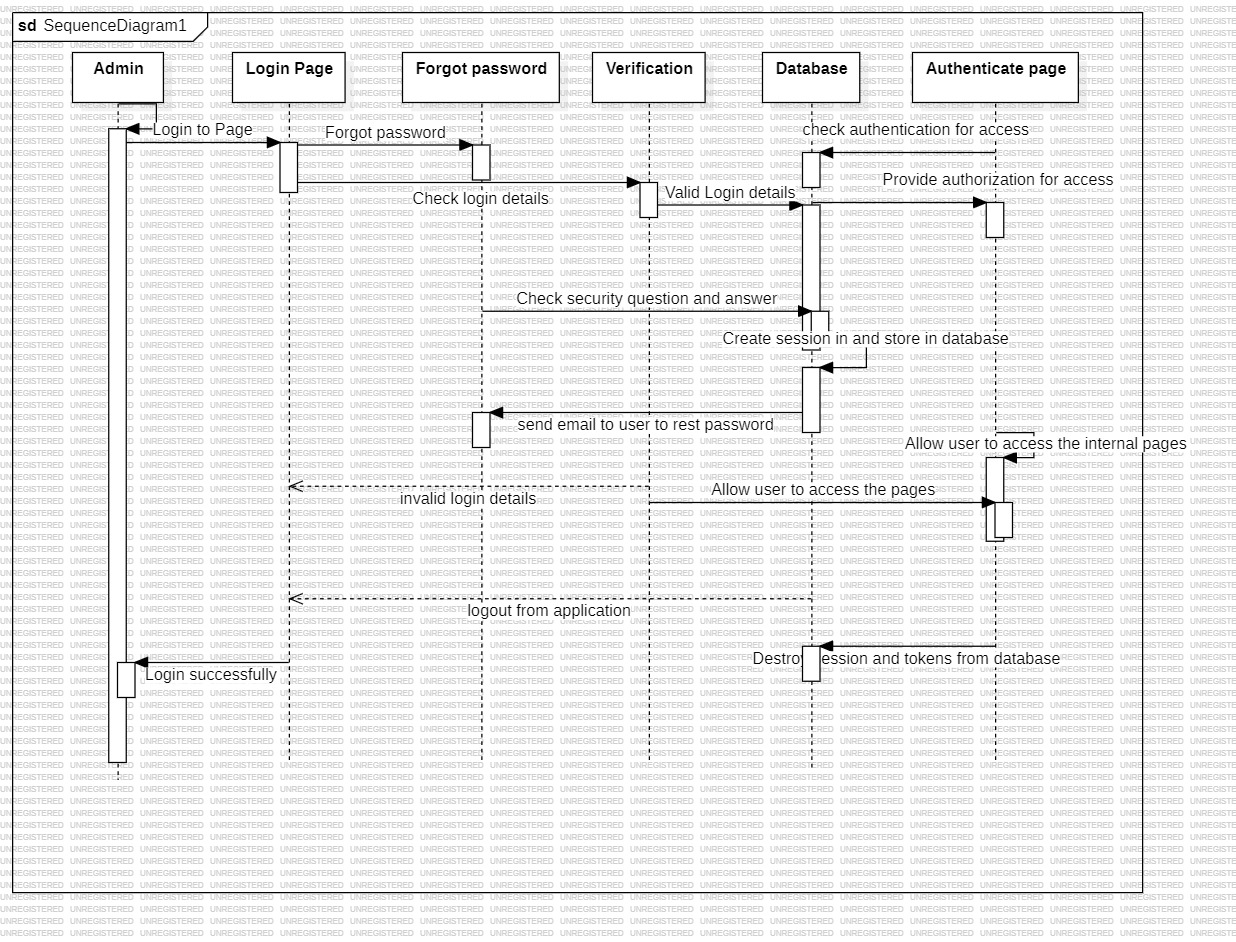 sd SequenceDiagram1
Admin
Login Page
Forgot password
Verification
Database
Authenticate page
Login to Page
Forgot password
check authentication for access
Provide authorization for access
Check login details
Valid Login details
Check security question and answer
Create session in and store in database
send email to user to rest password
Allow user to access the internal pages
Allow user to access the pages
invalid login details
logout from application
Destroy ession and tokens from database
Login successfully
UNREGISTERED